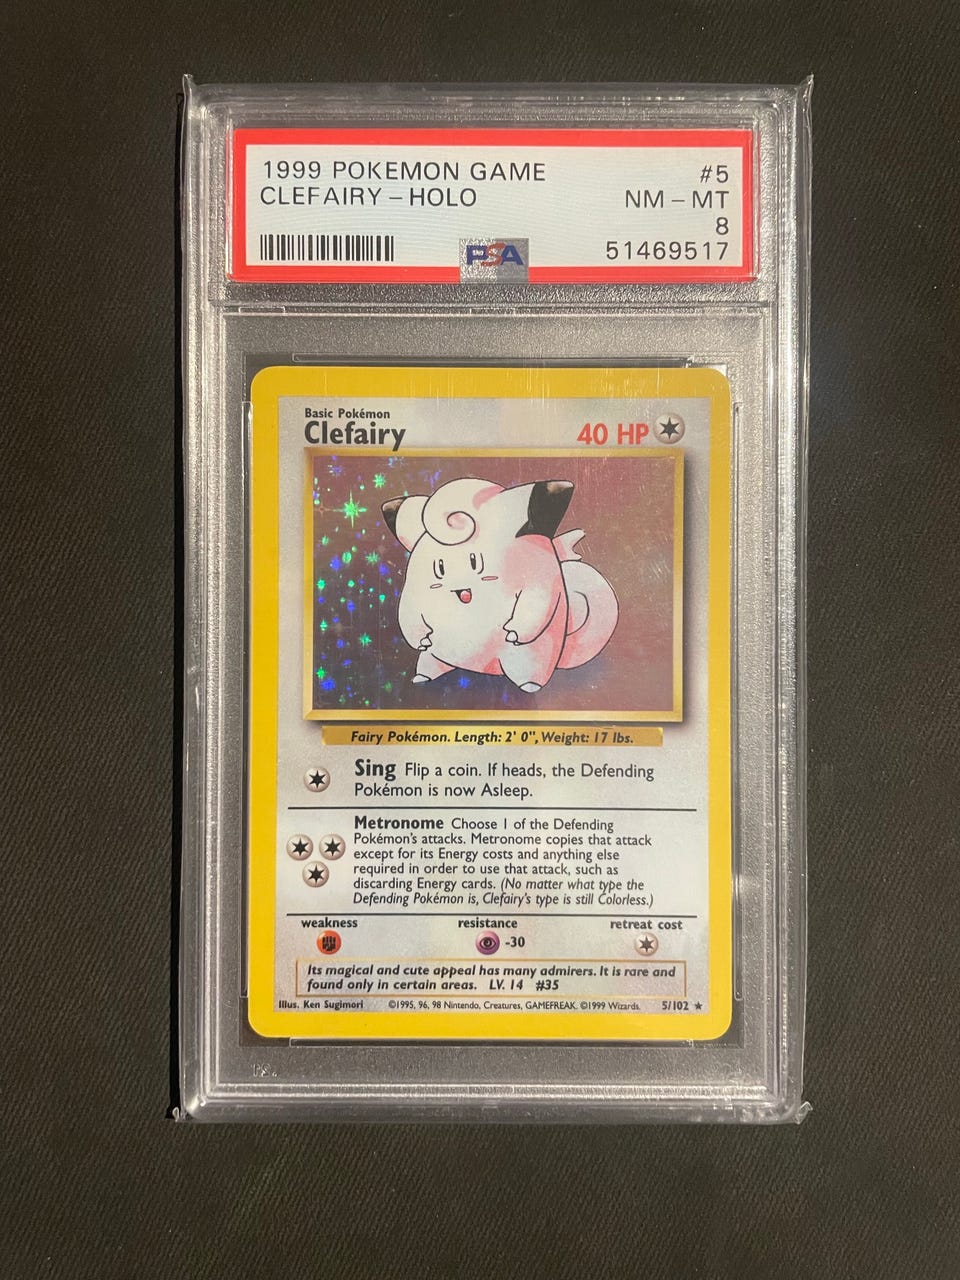 1999 POKEMON GAME #5
CLEFAIRY - HOLO NM - MT
8
PSA 51469517
Basic Pokémon
Clefairy 40 HP
Fairy Pokémon. Length: 2' 0", Weight: 17 lbs.
Sing Flip a coin. If heads, the Defending
Pokémon is now Asleep.
Metronome Choose 1 of the Defending
Pokémon's attacks. Metronome copies that attack
except for its Energy costs and anything else
required in order to use that attack, such as
discarding Energy cards. (No matter what type the
Defending Pokémon is, Clefairy's type is still Colorless.)
weakness resistance retreat cost
-30
Its magical and cute appeal has many admirers. It is rare and
found only in certain areas. LV. 14 #35
Illus. Ken Sugimori ©1995, 96, 98 Nintendo, Creatures, GAMEFREAK. ©1999 Wizards. 5/102 ★